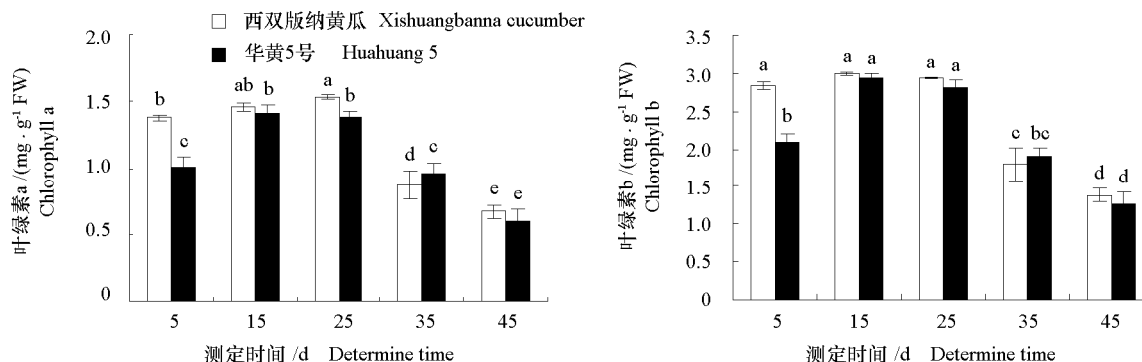 西双版纳黄瓜 Xishuangbanna cucumber
华黄5号 Huahuang 5
叶绿素a /(mg · g⁻¹ FW)
Chlorophyll a
2.0
1.5
1.0
0.5
0
b
c
ab
b
a
b
d
c
e
e
5 15 25 35 45
测定时间 /d Determine time
叶绿素b /(mg · g⁻¹ FW)
Chlorophyll b
3.5
3.0
2.5
2.0
1.5
1.0
1.5
0
a
b
a a
a a
c bc
d d
5 15 25 35 45
测定时间 /d Determine time